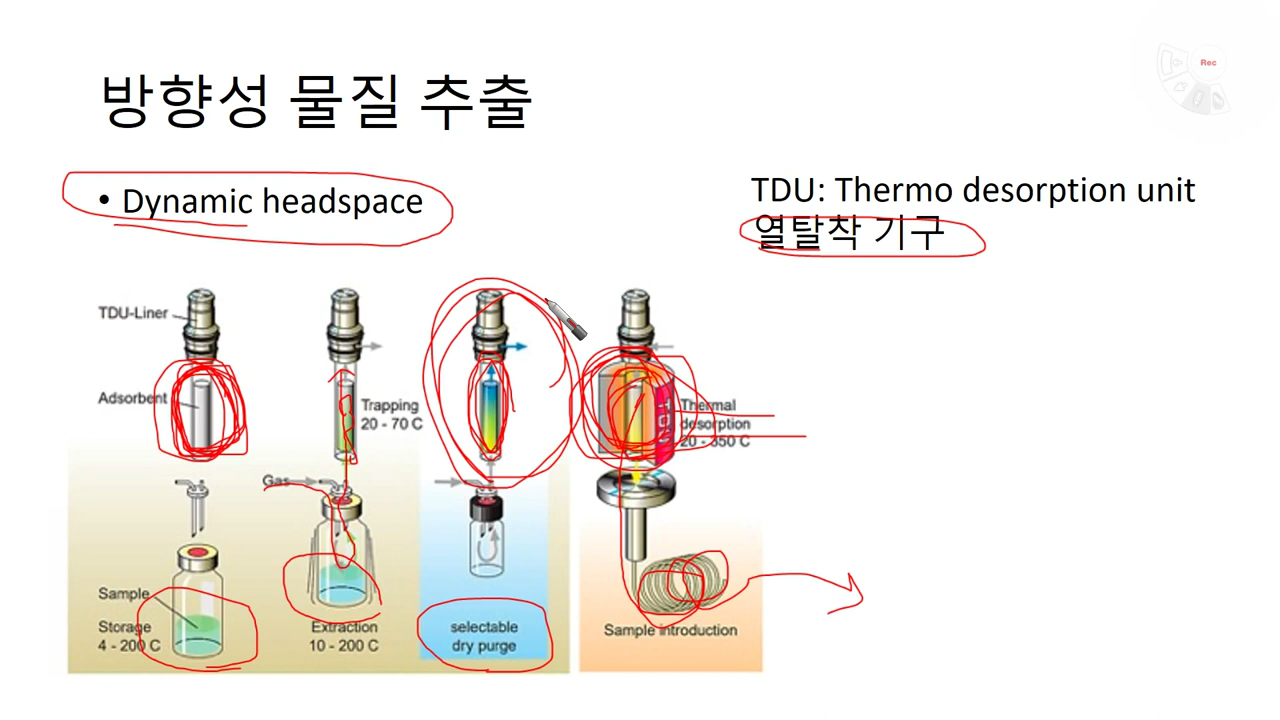 Rec
방향성 물질 추출
• Dynamic headspace
TDU: Thermo desorption unit
열탈착 기구
TDU-Liner
Adsorbent
Trapping
20 - 70 C
Thermal
desorption
20 - 350 C
Gas
Sample
Storage
4 - 200 C
Extraction
10 - 200 C
selectable
dry purge
Sample introduction